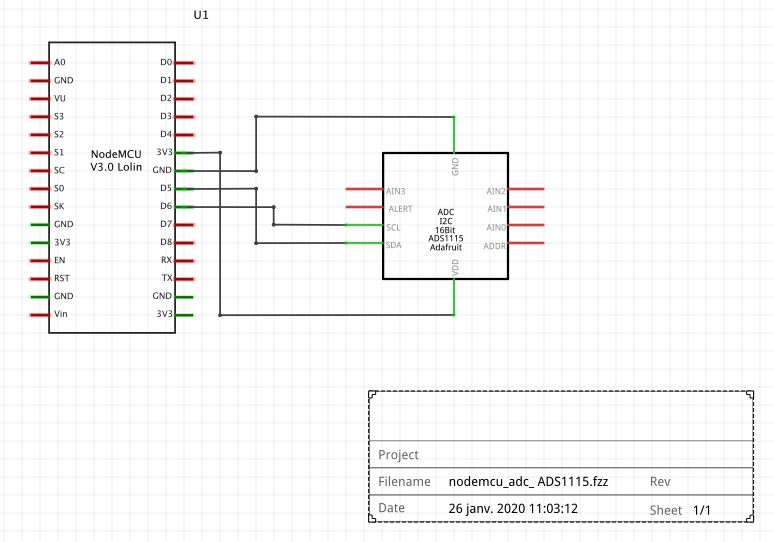 U1
A0
GND
VU
S3
S2
S1
SC
S0
SK
GND
3V3
EN
RST
GND
Vin
NodeMCU
V3.0 Lolin
D0
D1
D2
D3
D4
3V3
GND
D5
D6
D7
D8
RX
TX
GND
3V3
GND
AIN3
ALERT
SCL
SDA
ADC
I2C
16Bit
ADS1115
Adafruit
AIN2
AIN1
AIN0
ADDR
VDD
Project
Filename nodemcu_adc_ ADS1115.fzz Rev
Date 26 janv. 2020 11:03:12 Sheet 1/1